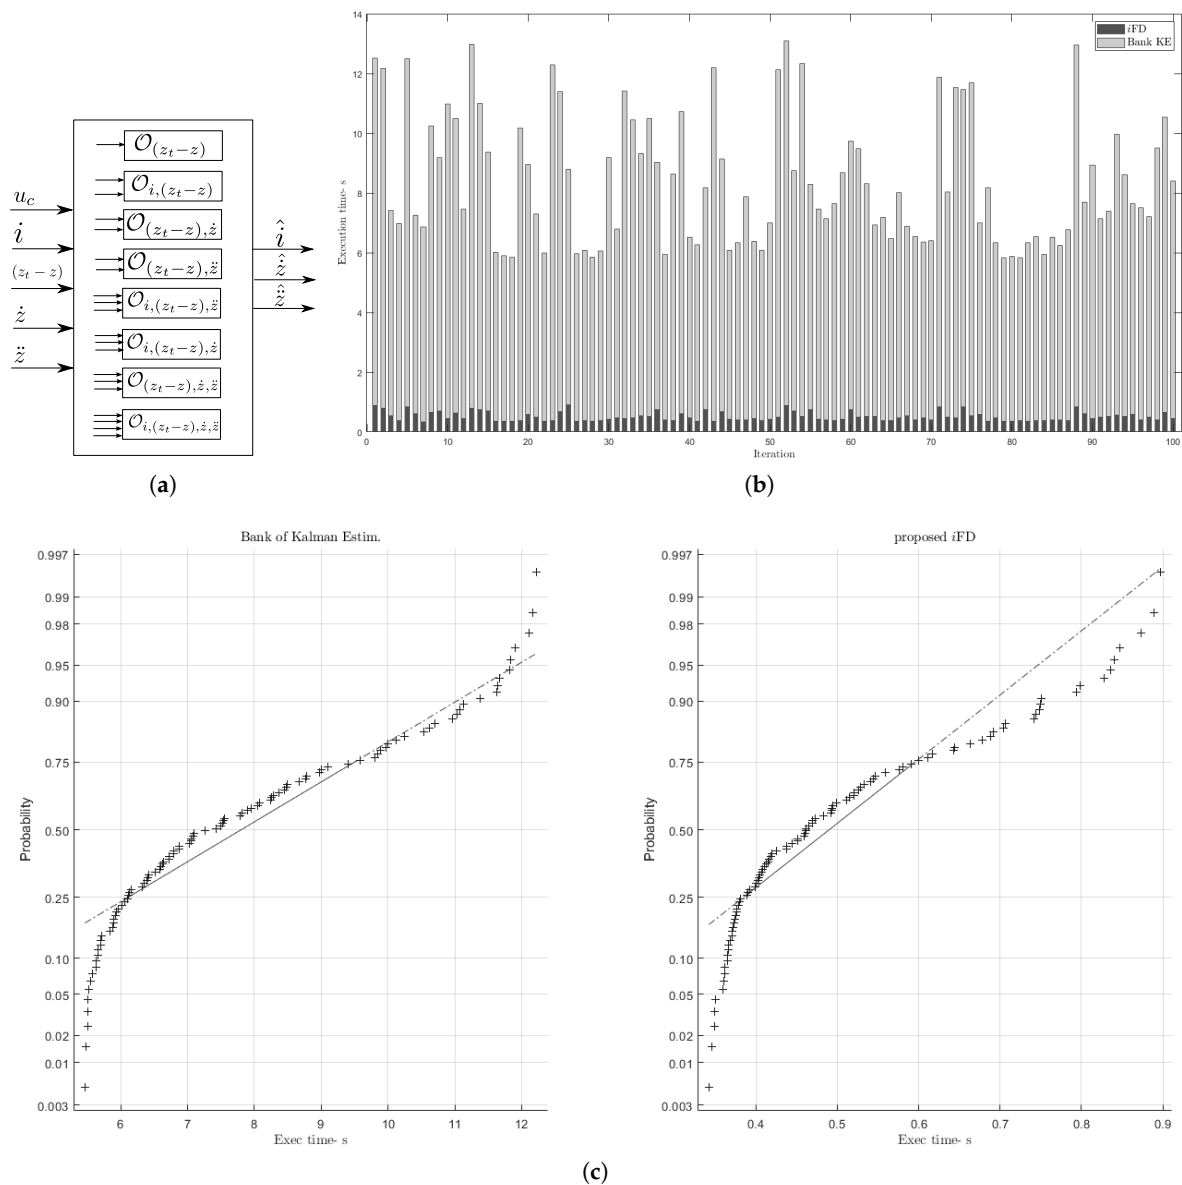 u_c
i
(z_t − z)
ż
z̈
𝒪_(z_t−z)
𝒪_i,(z_t−z)
𝒪_(z_t−z),ż
𝒪_(z_t−z),z̈
𝒪_i,(z_t−z),z̈
𝒪_i,(z_t−z),ż
𝒪_(z_t−z),ż,z̈
𝒪_i,(z_t−z),ż,z̈
î
ż̂
z̈̂
(a)
iFD
Bank KE
Execution time- s
14
12
10
8
6
4
2
0
0 10 20 30 40 50 60 70 80 90 100
Iteration
(b)
Bank of Kalman Estim.
Probability
0.997
0.99
0.98
0.95
0.90
0.75
0.50
0.25
0.10
0.05
0.02
0.01
0.003
6 7 8 9 10 11 12
Exec time- s
proposed iFD
Probability
0.997
0.99
0.98
0.95
0.90
0.75
0.50
0.25
0.10
0.05
0.02
0.01
0.003
0.4 0.5 0.6 0.7 0.8 0.9
Exec time- s
(c)